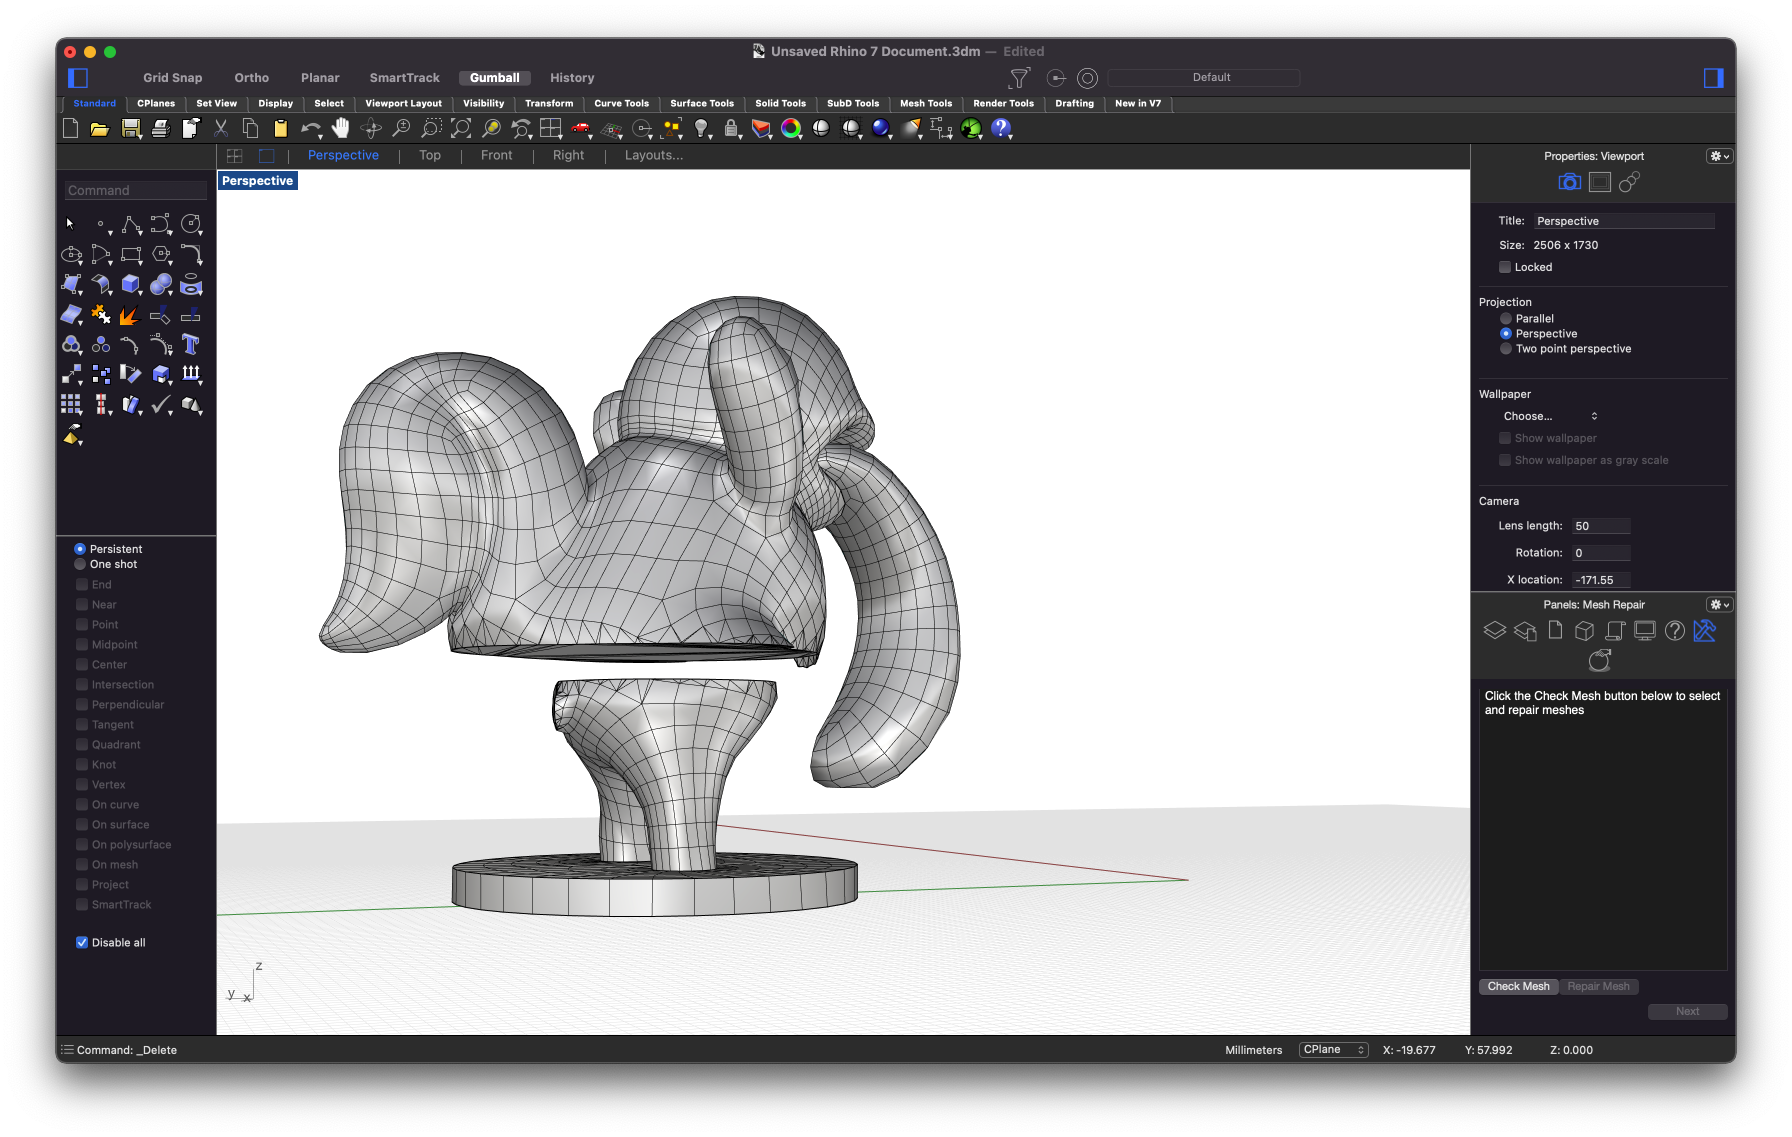 Unsaved Rhino 7 Document.3dm — Edited
Grid Snap Ortho Planar SmartTrack Gumball History Default
Standard CPlanes Set View Display Select Viewport Layout Visibility Transform Curve Tools Surface Tools Solid Tools SubD Tools Mesh Tools Render Tools Drafting New in V7
Perspective Top Front Right Layouts...
Perspective
Command
Persistent
One shot
End
Near
Point
Midpoint
Center
Intersection
Perpendicular
Tangent
Quadrant
Knot
Vertex
On curve
On surface
On polysurface
On mesh
Project
SmartTrack
Disable all
z
y x
Properties: Viewport
Title: Perspective
Size: 2506 x 1730
Locked
Projection
Parallel
Perspective
Two point perspective
Wallpaper
Choose...
Show wallpaper
Show wallpaper as gray scale
Camera
Lens length: 50
Rotation: 0
X location: -171.55
Panels: Mesh Repair
Click the Check Mesh button below to select
and repair meshes
Check Mesh Repair Mesh
Next
Command: _Delete
Millimeters CPlane X: -19.677 Y: 57.992 Z: 0.000